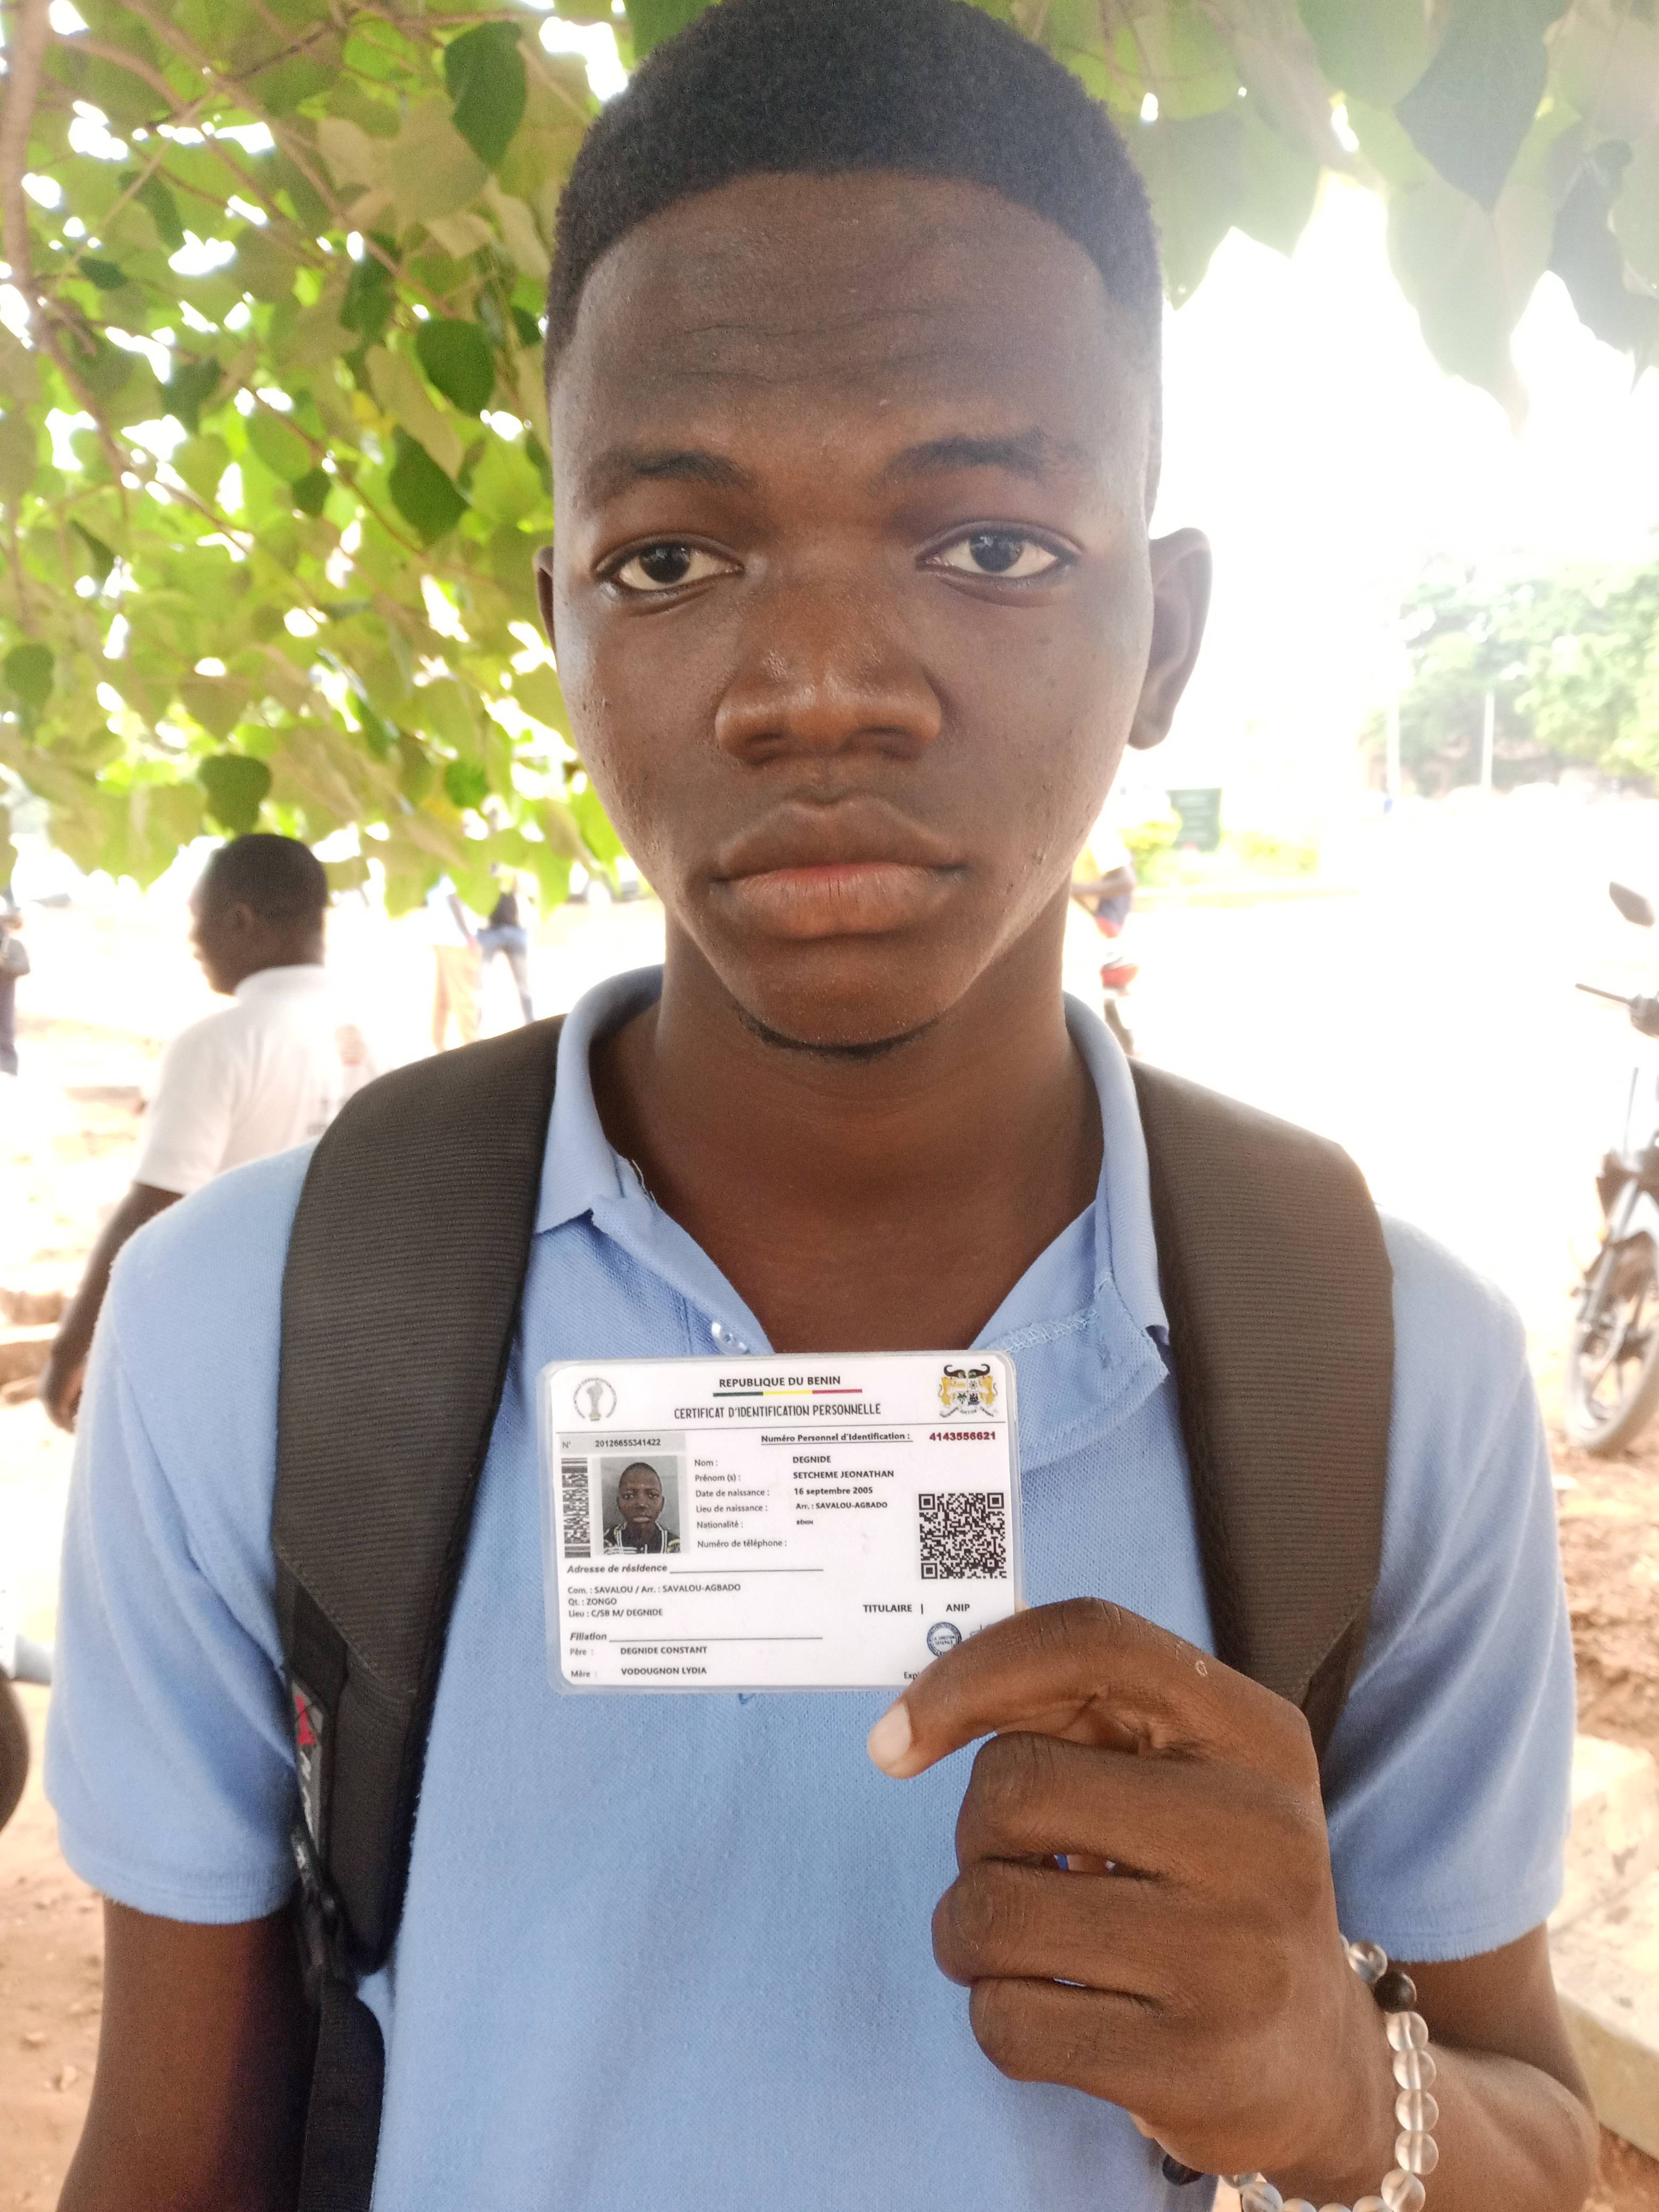 REPUBLIQUE DU BENIN
CERTIFICAT D'IDENTIFICATION PERSONNELLE
N° 20126655341422
Numéro Personnel d'Identification : 4143556621
Nom : DEGNIDE
Prénom (s) : SETCHEME JEONATHAN
Date de naissance : 16 septembre 2005
Lieu de naissance : Arr. : SAVALOU-AGBADO
Nationalité : BÉNIN
Numéro de téléphone :
Adresse de résidence
Com. : SAVALOU / Arr. : SAVALOU-AGBADO
Qt. : ZONGO
Lieu : C/SB M/ DEGNIDE
TITULAIRE | ANIP
Filiation
Père : DEGNIDE CONSTANT
Mère : VODOUGNON LYDIA